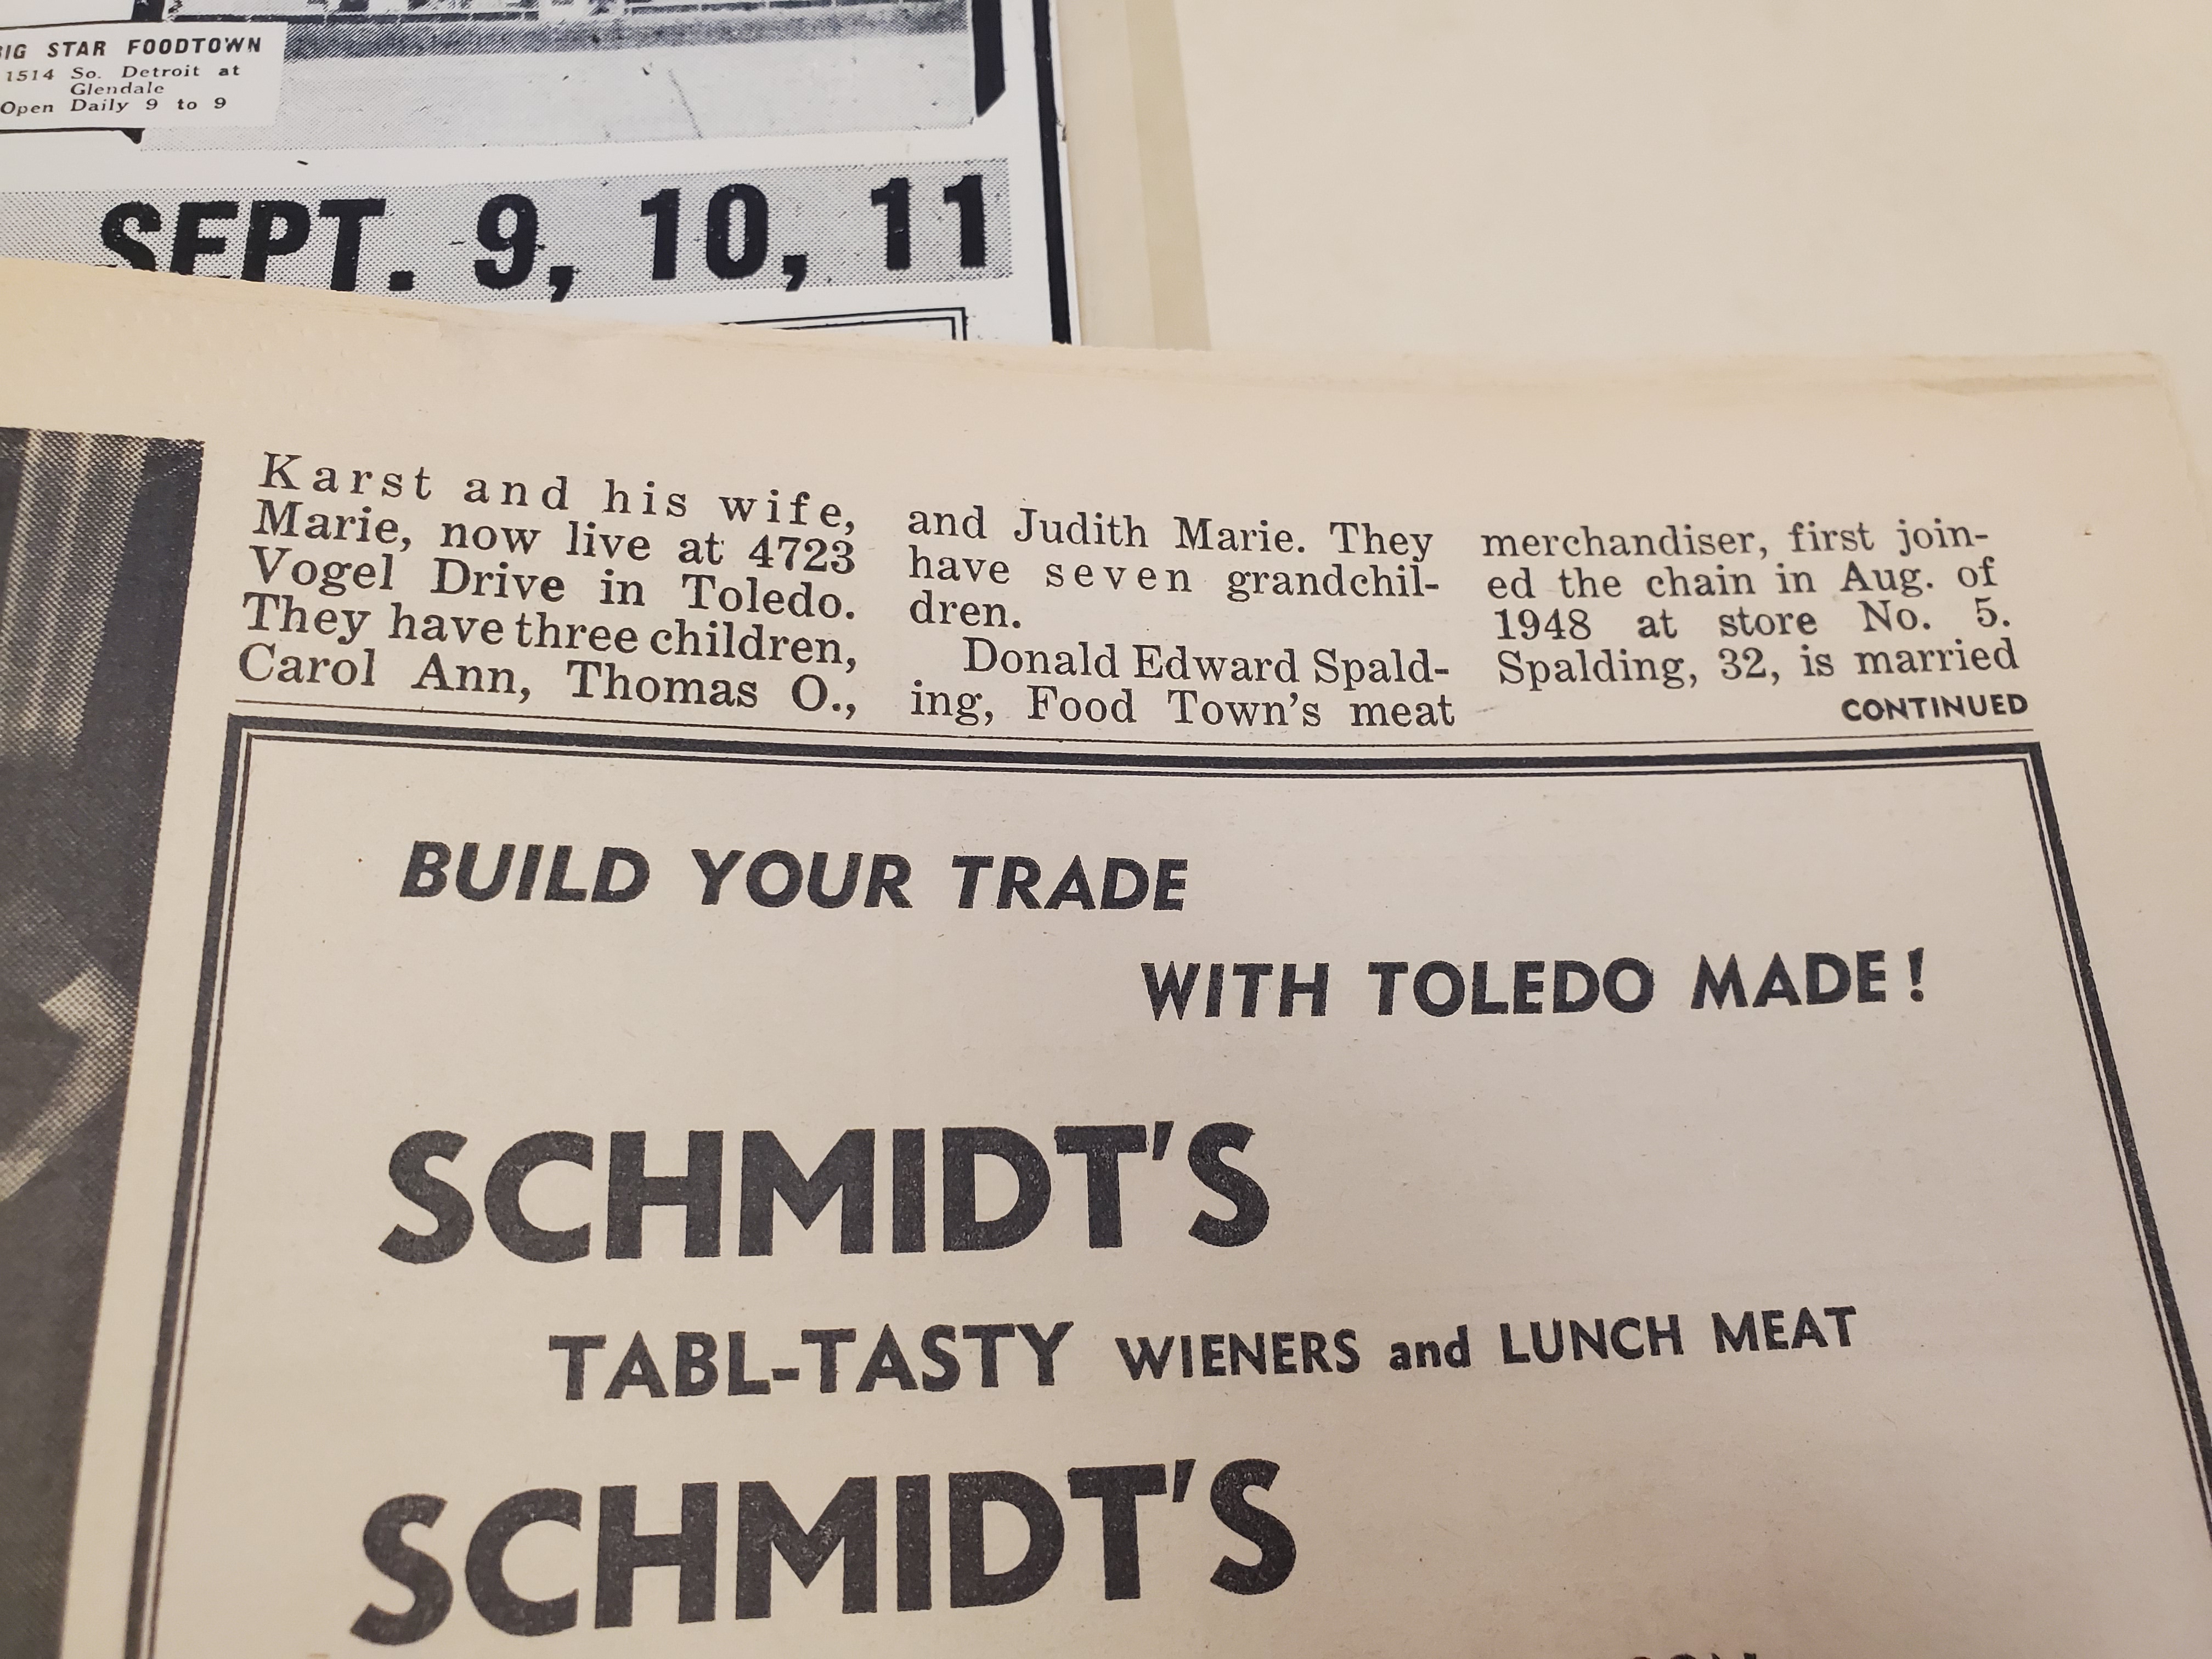 BIG STAR FOODTOWN
1514 So. Detroit at
Glendale
Open Daily 9 to 9
SEPT. 9, 10, 11
Karst and his wife,
Marie, now live at 4723
Vogel Drive in Toledo.
They have three children,
Carol Ann, Thomas O.,
and Judith Marie. They
have seven grandchil-
dren.
Donald Edward Spald-
ing, Food Town's meat
merchandiser, first join-
ed the chain in Aug. of
1948 at store No. 5.
Spalding, 32, is married
CONTINUED
BUILD YOUR TRADE
WITH TOLEDO MADE!
SCHMIDT'S
TABL-TASTY WIENERS and LUNCH MEAT
SCHMIDT'S